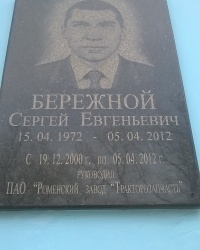 БЕРЕЖНОЙ
СЕРГЕЙ ЕВГЕНЬЕВИЧ
15.04.1972 - 05.04.2012
С 19.12.2000 г. по 05.04.2012 г.
РУКОВОДИЛ
ПАО "РОМЕНСКИЙ ЗАВОД "ТРАКТОРОЗАПЧАСТЬ"